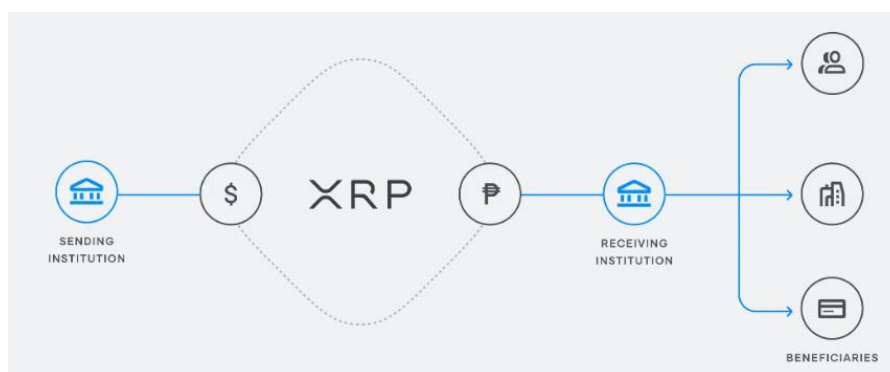 $
XRP
₱
SENDING
INSTITUTION
RECEIVING
INSTITUTION
BENEFICIARIES